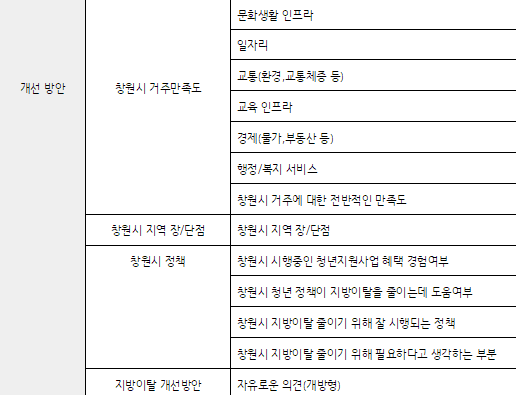 문화생활 인프라
일자리
개선 방안
창원시 거주만족도
교통(환경,교통체증 등)
교육 인프라
경제(물가,부동산 등)
행정/복지 서비스
창원시 거주에 대한 전반적인 만족도
창원시 지역 장/단점
창원시 지역 장/단점
창원시 정책
창원시 시행중인 청년지원사업 혜택 경험여부
창원시 청년 정책이 지방이탈을 줄이는데 도움여부
창원시 지방이탈 줄이기 위해 잘 시행되는 정책
창원시 지방이탈 줄이기 위해 필요하다고 생각하는 부분
지방이탈 개선방안
자유로운 의견(개방형)